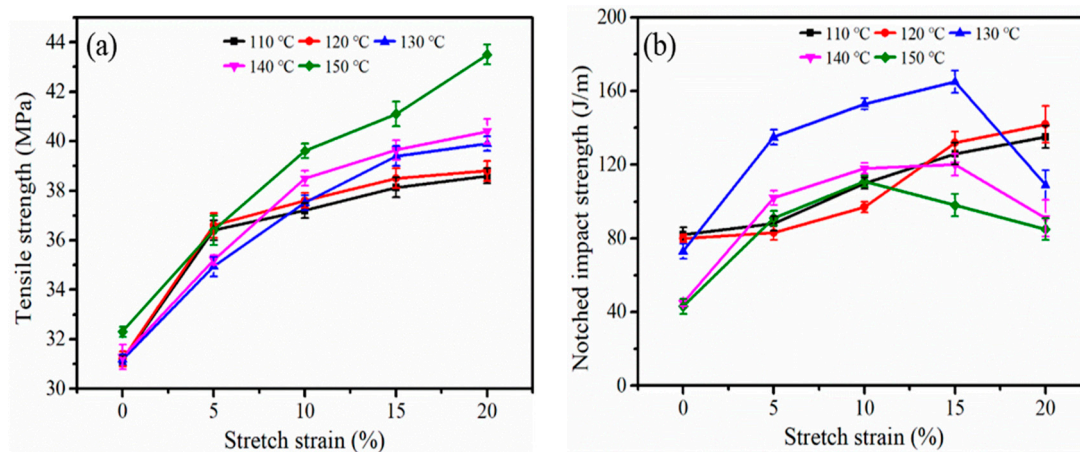 (a)
110 ℃ 120 ℃ 130 ℃
140 ℃ 150 ℃
Tensile strength (MPa)
44
42
40
38
36
34
32
30
0 5 10 15 20
Stretch strain (%)
(b)
110 ℃ 120 ℃ 130 ℃
140 ℃ 150 ℃
Notched impact strength (J/m)
200
160
120
80
40
0
0 5 10 15 20
Stretch strain (%)